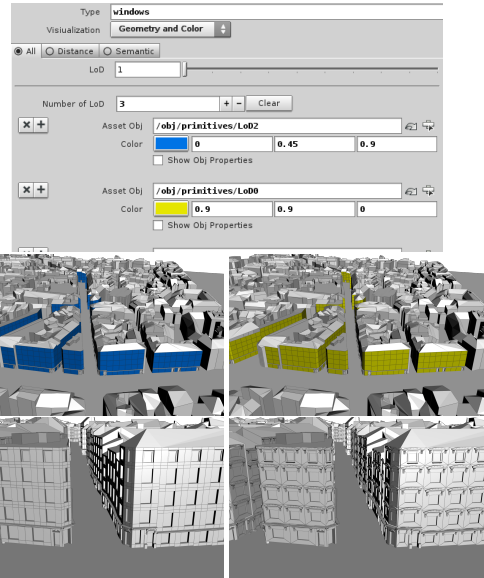 Type windows
Visiualization Geometry and Color
All Distance Semantic
LoD 1
Number of LoD 3 + - Clear
Asset Obj /obj/primitives/LoD2
Color 0 0.45 0.9
Show Obj Properties
Asset Obj /obj/primitives/LoD0
Color 0.9 0.9 0
Show Obj Properties